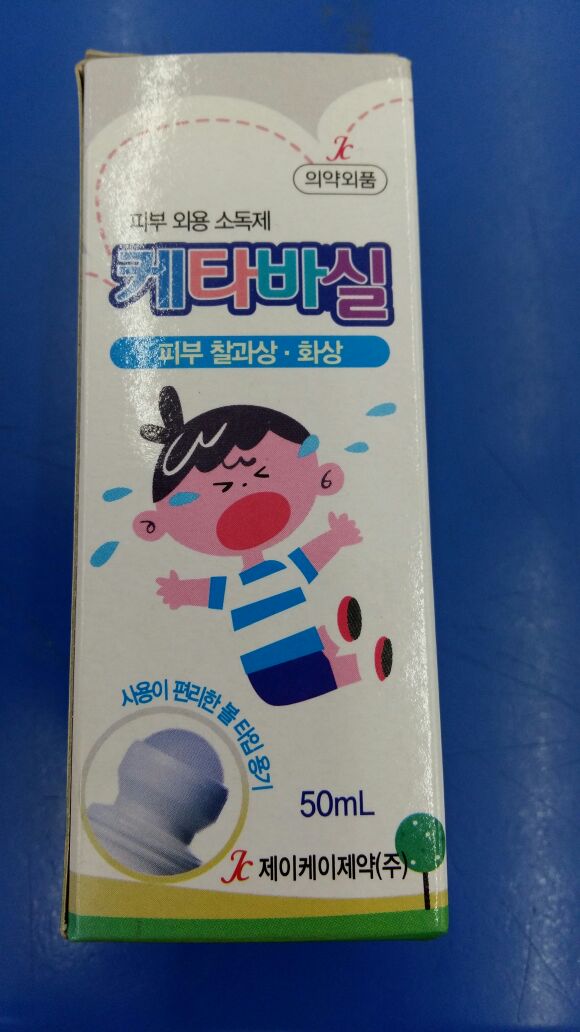 Jc
의약외품
피부 외용 소독제
케타바실
피부 찰과상 · 화상
사용이 편리한 볼 타입 용기
50mL
Jc 제이케이제약(주)